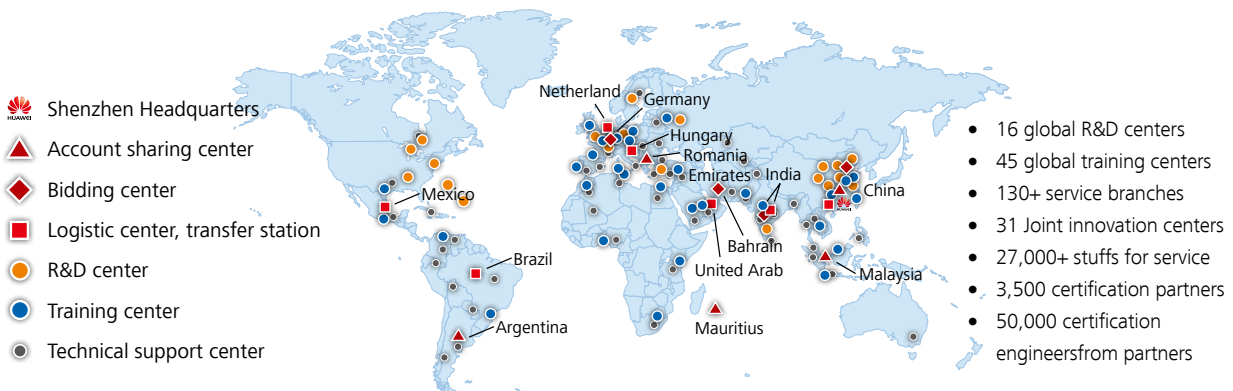 HUAWEI
Shenzhen Headquarters
Account sharing center
Bidding center
Logistic center, transfer station
R&D center
Training center
Technical support center
Netherland
Germany
Hungary
Romania
Emirates
India
China
HUAWEI
Mexico
Bahrain
United Arab
Malaysia
Brazil
Argentina
Mauritius
• 16 global R&D centers
• 45 global training centers
• 130+ service branches
• 31 Joint innovation centers
• 27,000+ stuffs for service
• 3,500 certification partners
• 50,000 certification
engineersfrom partners